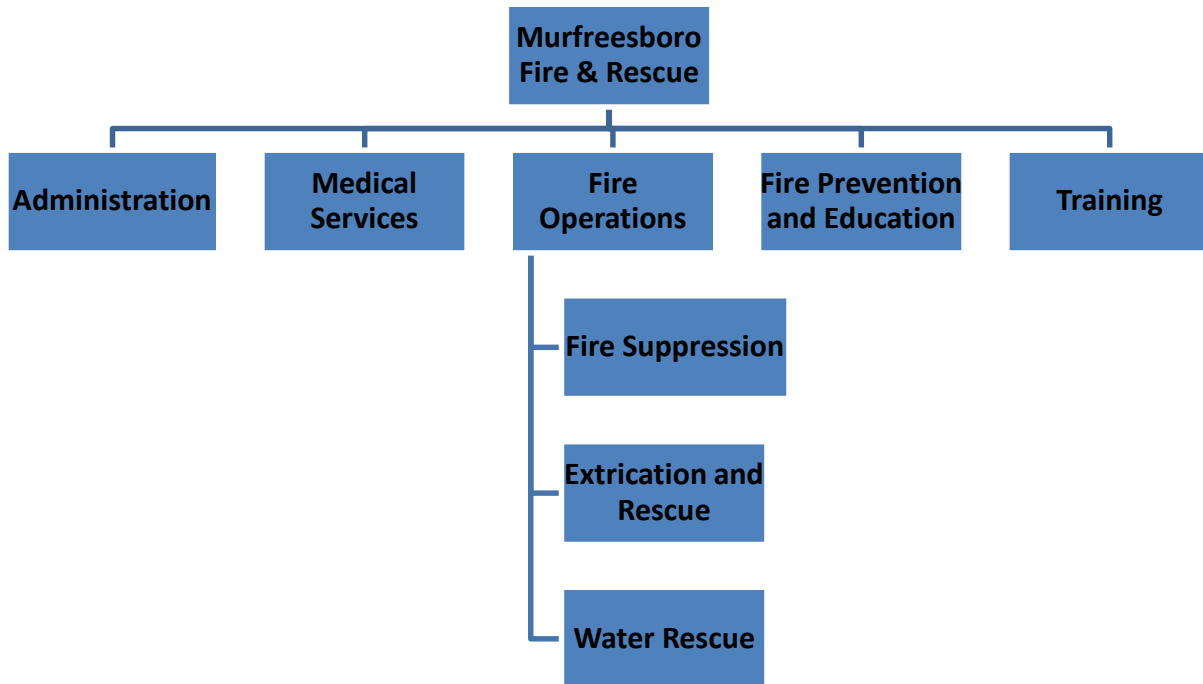 Murfreesboro
Fire & Rescue
Administration
Medical
Services
Fire
Operations
Fire Prevention
and Education
Training
Fire Suppression
Extrication and
Rescue
Water Rescue